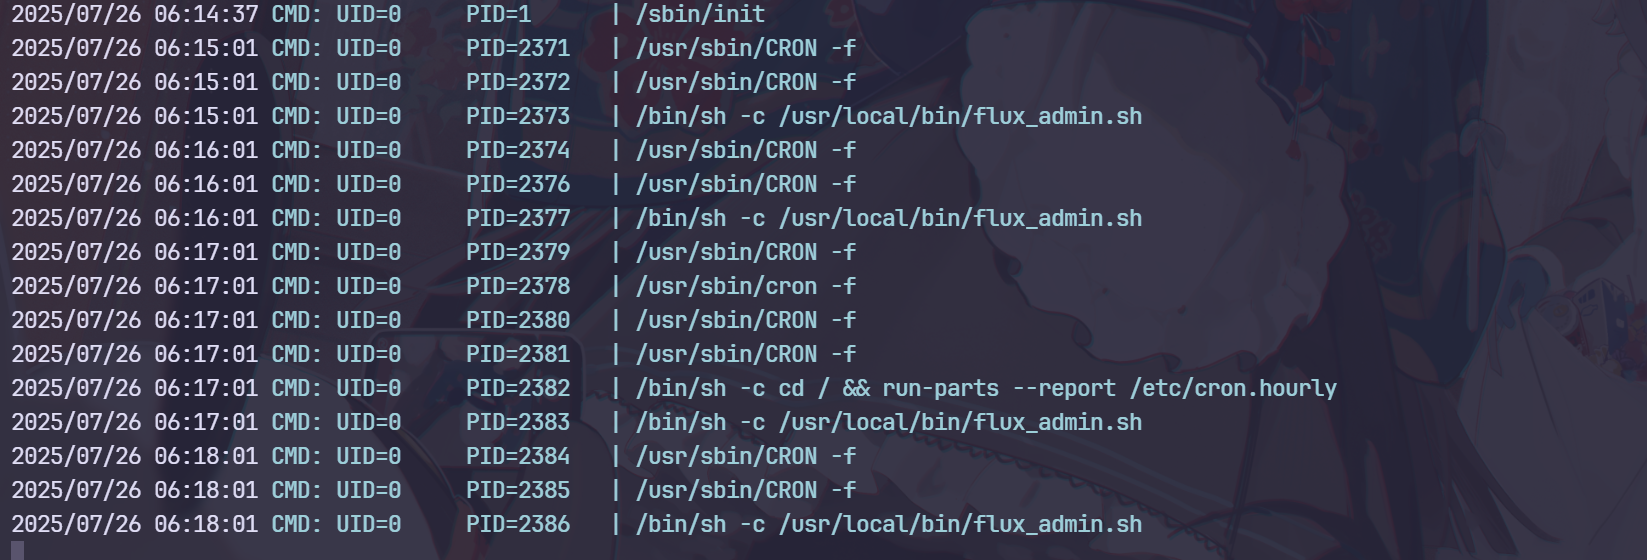 2025/07/26 06:14:37 CMD: UID=0     PID=1      | /sbin/init
2025/07/26 06:15:01 CMD: UID=0     PID=2371   | /usr/sbin/CRON -f
2025/07/26 06:15:01 CMD: UID=0     PID=2372   | /usr/sbin/CRON -f
2025/07/26 06:15:01 CMD: UID=0     PID=2373   | /bin/sh -c /usr/local/bin/flux_admin.sh
2025/07/26 06:16:01 CMD: UID=0     PID=2374   | /usr/sbin/CRON -f
2025/07/26 06:16:01 CMD: UID=0     PID=2376   | /usr/sbin/CRON -f
2025/07/26 06:16:01 CMD: UID=0     PID=2377   | /bin/sh -c /usr/local/bin/flux_admin.sh
2025/07/26 06:17:01 CMD: UID=0     PID=2379   | /usr/sbin/CRON -f
2025/07/26 06:17:01 CMD: UID=0     PID=2378   | /usr/sbin/cron -f
2025/07/26 06:17:01 CMD: UID=0     PID=2380   | /usr/sbin/CRON -f
2025/07/26 06:17:01 CMD: UID=0     PID=2381   | /usr/sbin/CRON -f
2025/07/26 06:17:01 CMD: UID=0     PID=2382   | /bin/sh -c cd / && run-parts --report /etc/cron.hourly
2025/07/26 06:17:01 CMD: UID=0     PID=2383   | /bin/sh -c /usr/local/bin/flux_admin.sh
2025/07/26 06:18:01 CMD: UID=0     PID=2384   | /usr/sbin/CRON -f
2025/07/26 06:18:01 CMD: UID=0     PID=2385   | /usr/sbin/CRON -f
2025/07/26 06:18:01 CMD: UID=0     PID=2386   | /bin/sh -c /usr/local/bin/flux_admin.sh